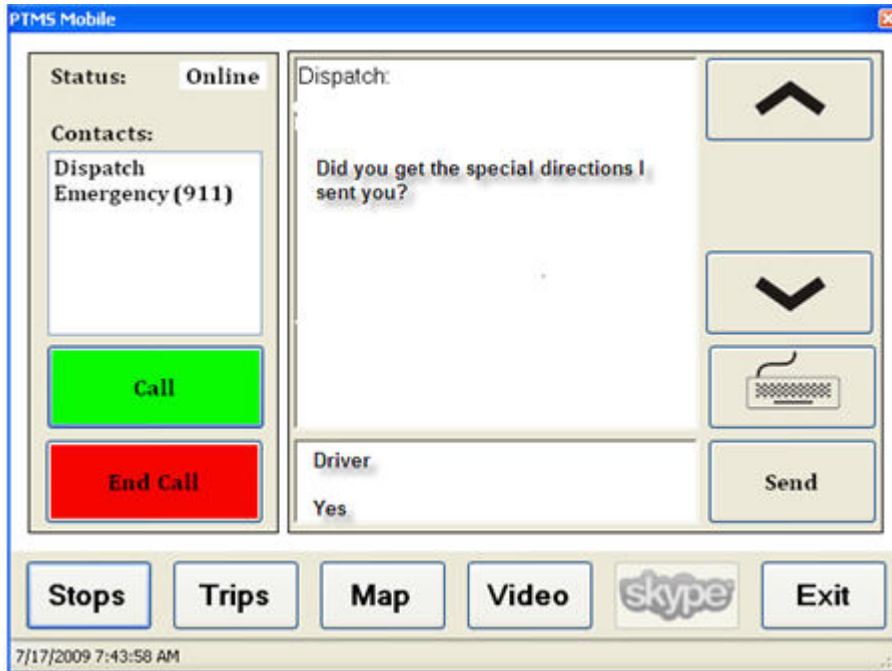 PTMS Mobile
Status: Online
Contacts:
Dispatch
Emergency (911)
Call
End Call
Dispatch:
Did you get the special directions I
sent you?
Driver
Yes
Send
Stops Trips Map Video skype Exit
7/17/2009 7:43:58 AM